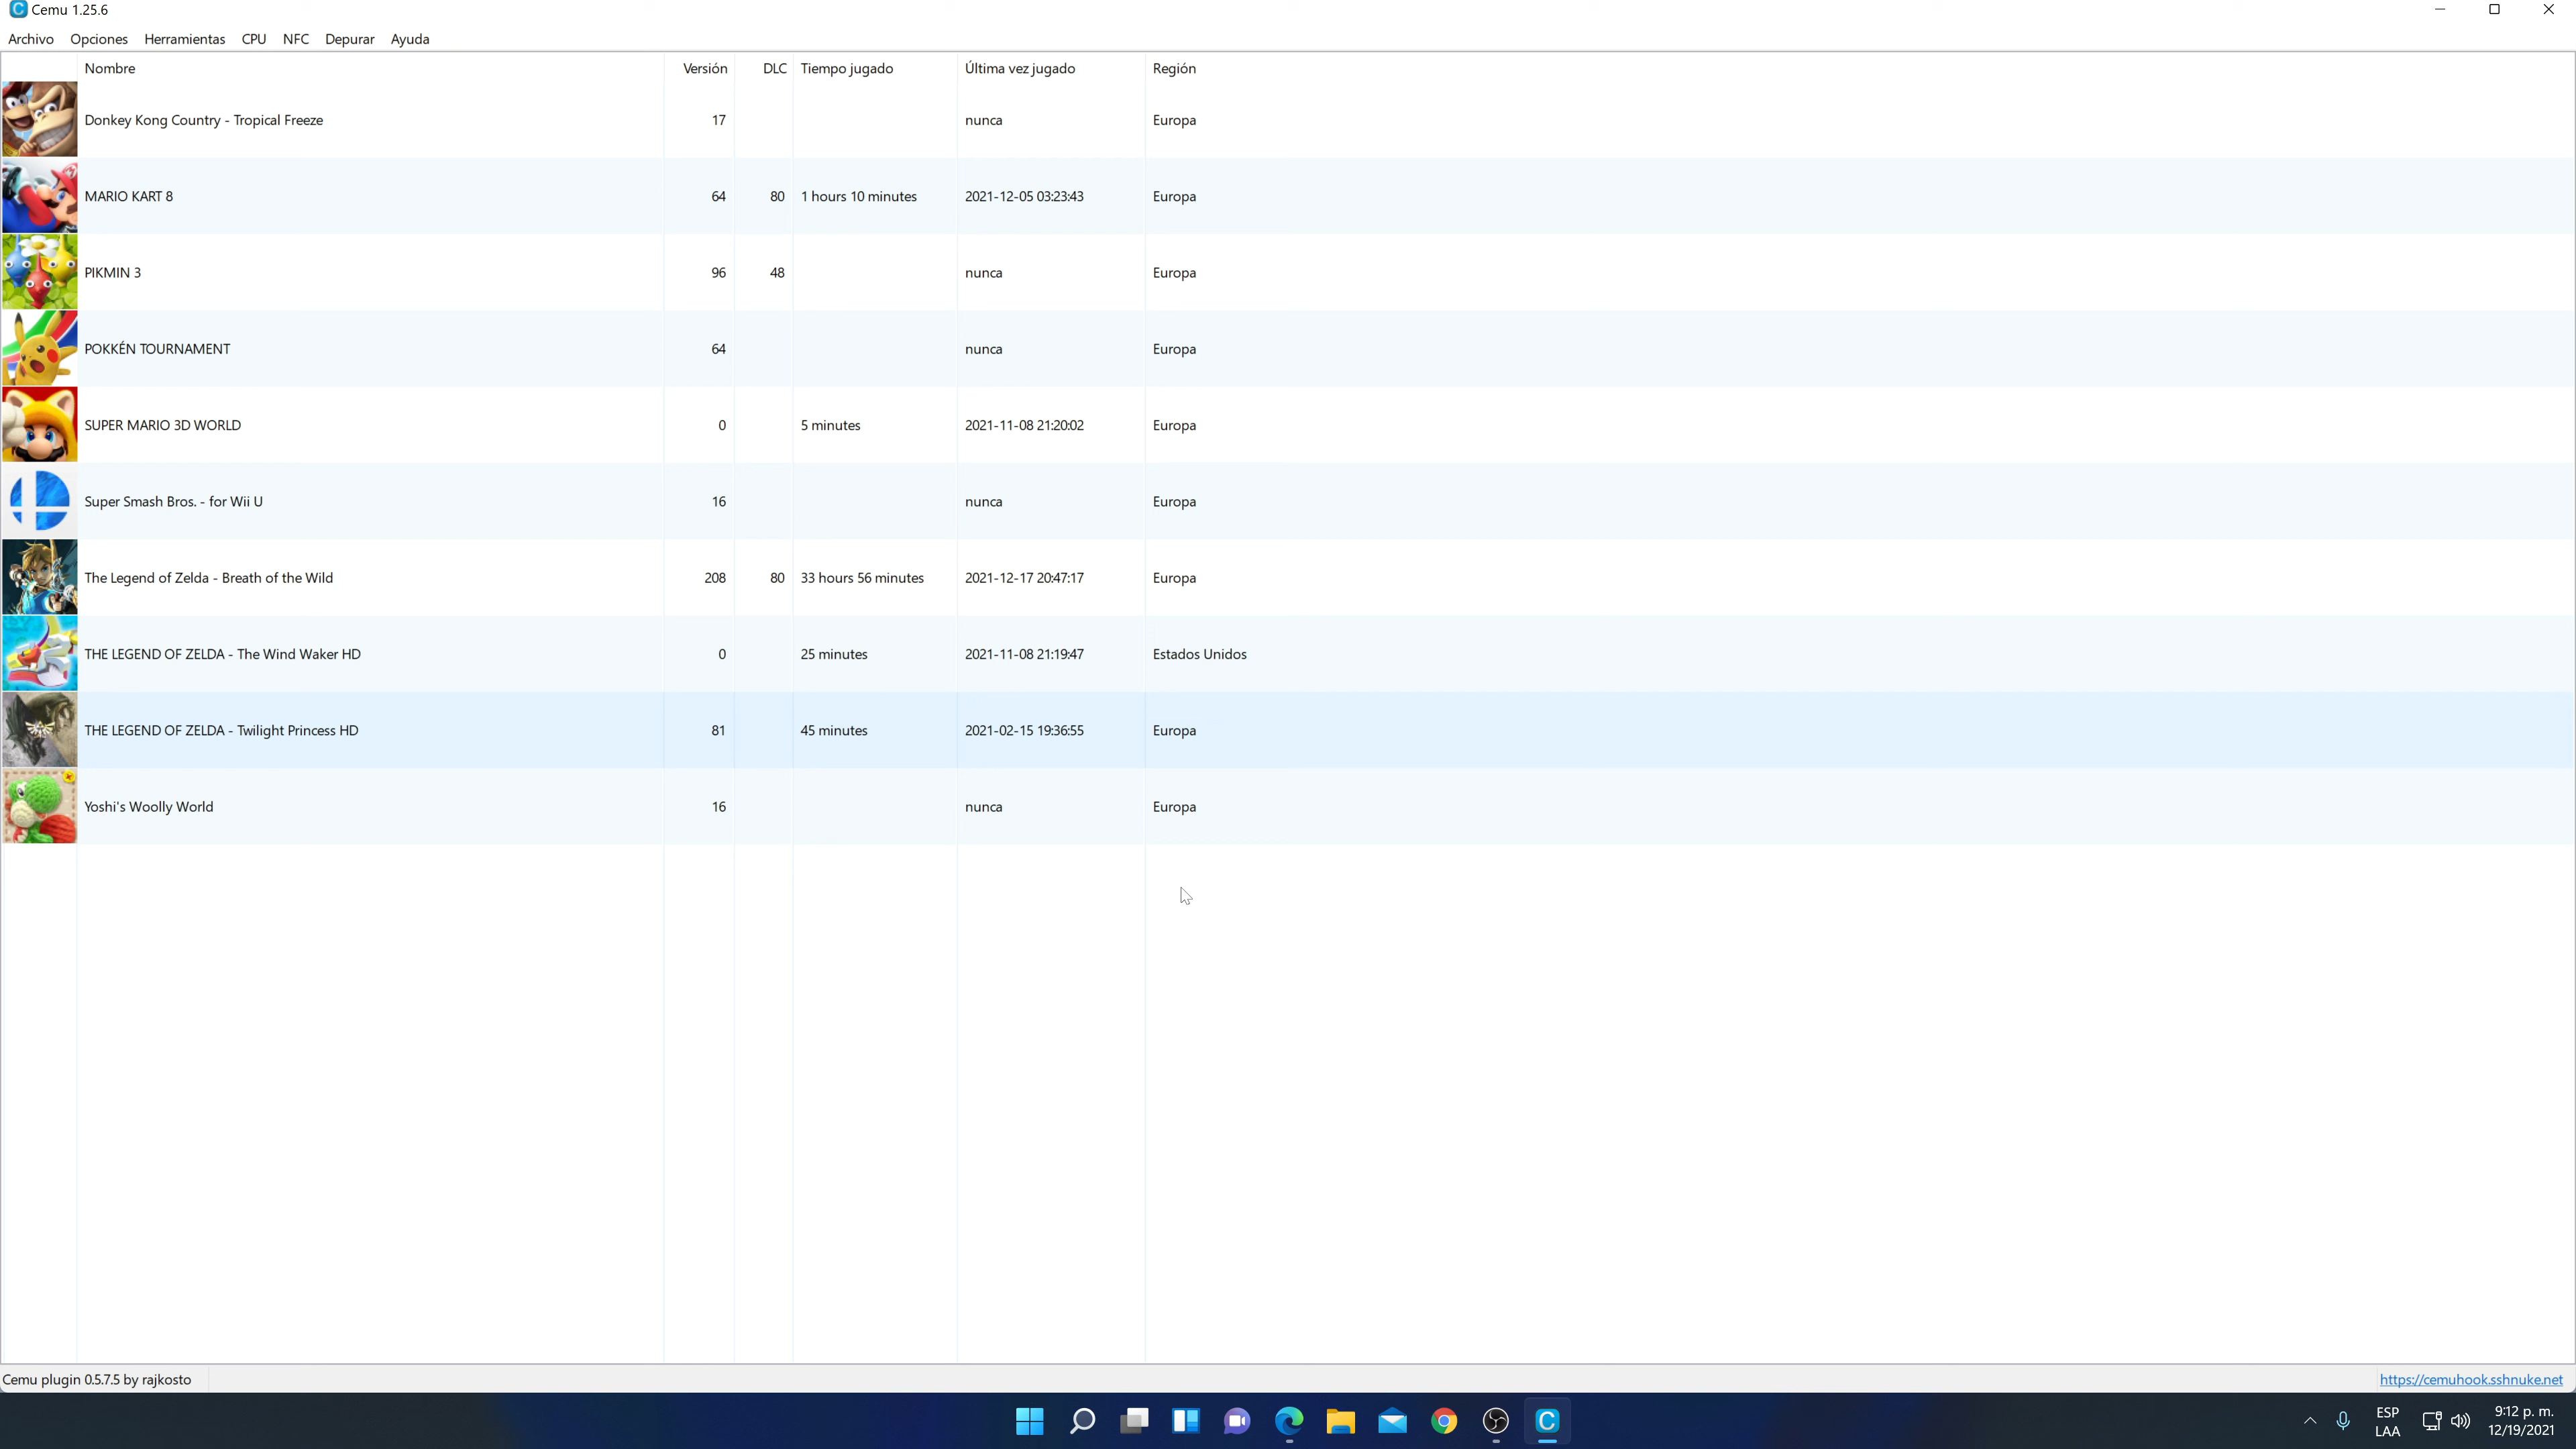 Cemu 1.25.6
Archivo Opciones Herramientas CPU NFC Depurar Ayuda
Nombre Versión DLC Tiempo jugado Última vez jugado Región
Donkey Kong Country - Tropical Freeze 17 nunca Europa
MARIO KART 8 64 80 1 hours 10 minutes 2021-12-05 03:23:43 Europa
PIKMIN 3 96 48 nunca Europa
POKKÉN TOURNAMENT 64 nunca Europa
SUPER MARIO 3D WORLD 0 5 minutes 2021-11-08 21:20:02 Europa
Super Smash Bros. - for Wii U 16 nunca Europa
The Legend of Zelda - Breath of the Wild 208 80 33 hours 56 minutes 2021-12-17 20:47:17 Europa
THE LEGEND OF ZELDA - The Wind Waker HD 0 25 minutes 2021-11-08 21:19:47 Estados Unidos
THE LEGEND OF ZELDA - Twilight Princess HD 81 45 minutes 2021-02-15 19:36:55 Europa
Yoshi's Woolly World 16 nunca Europa
Cemu plugin 0.5.7.5 by rajkosto https://cemuhook.sshnuke.net
ESP 9:12 p. m.
LAA 12/19/2021